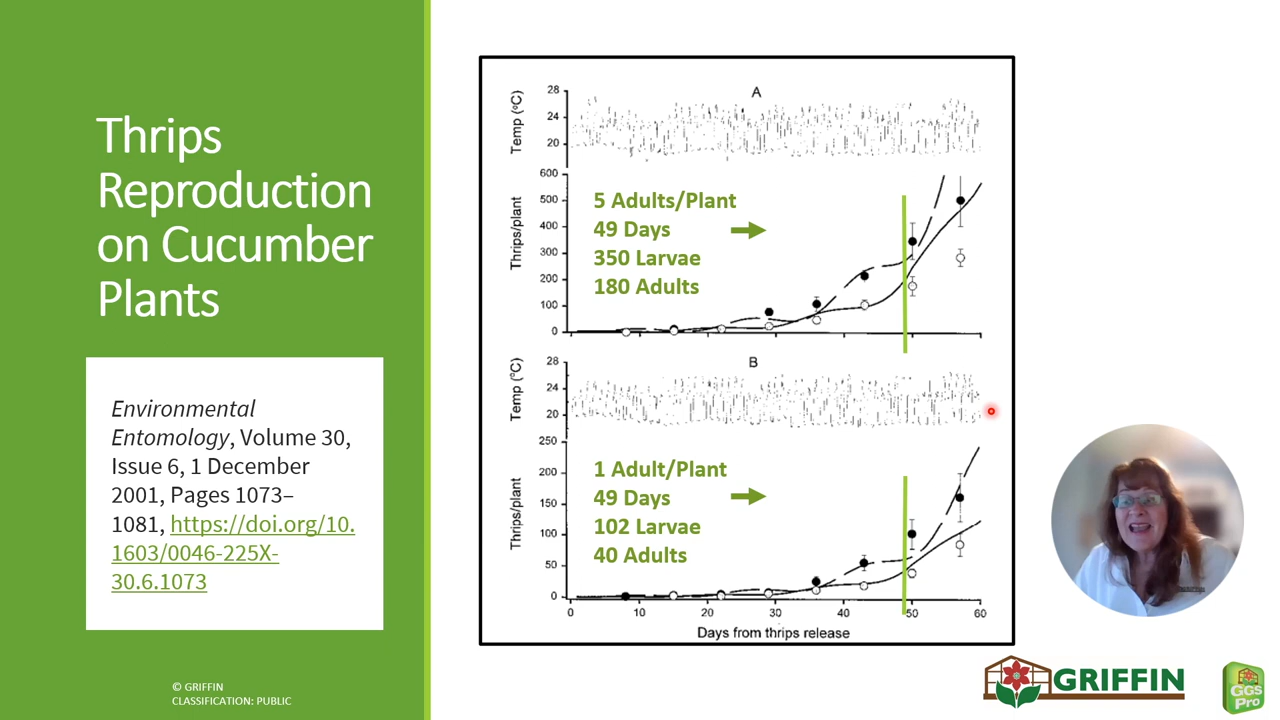 Thrips
Reproduction
on Cucumber
Plants
Environmental
Entomology, Volume 30,
Issue 6, 1 December
2001, Pages 1073–
1081, https://doi.org/10.
1603/0046-225X-
30.6.1073
© GRIFFIN
CLASSIFICATION: PUBLIC
A
Temp (°C)
28
24
20
Thrips/plant
600
500
400
300
200
100
0
5 Adults/Plant
49 Days
350 Larvae
180 Adults
B
Temp (°C)
28
24
20
Thrips/plant
250
200
150
100
50
0
1 Adult/Plant
49 Days
102 Larvae
40 Adults
0 10 20 30 40 50 60
Days from thrips release
GRIFFIN
GGS
Pro